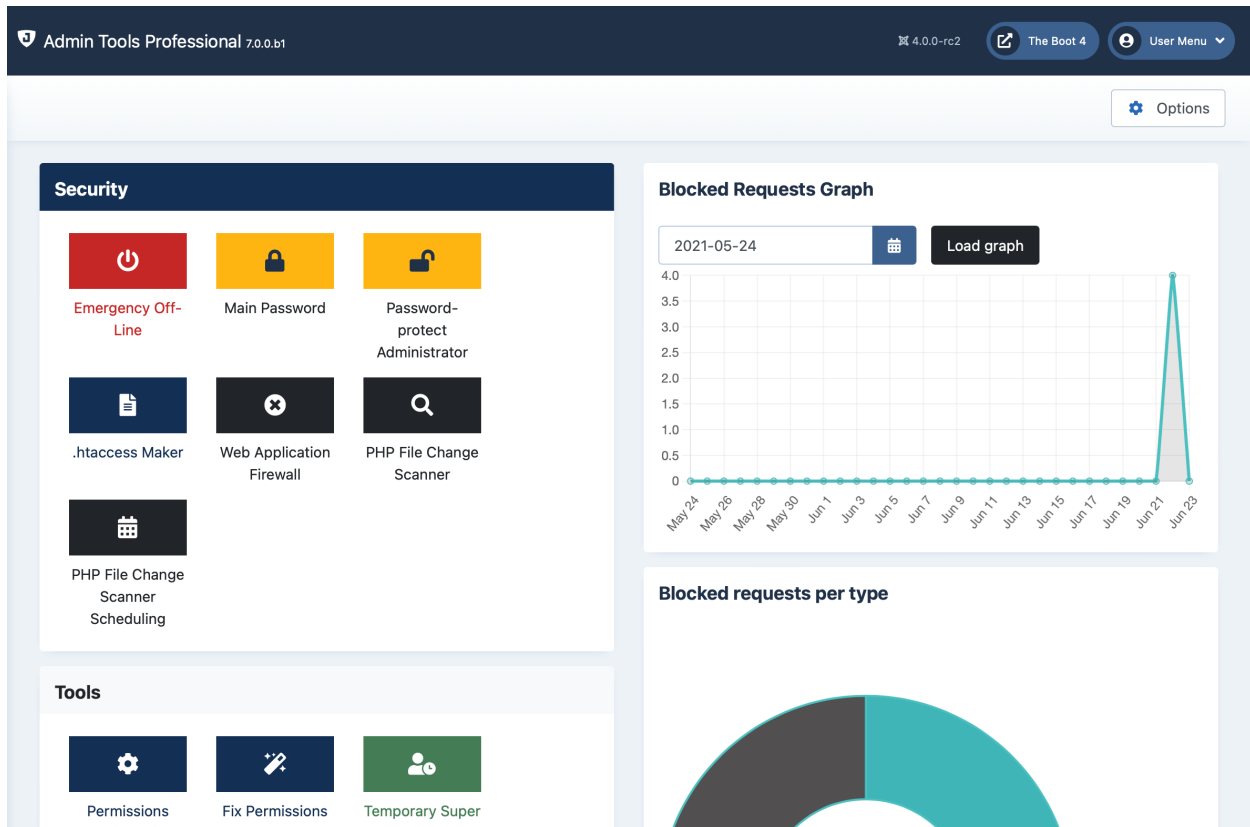 Admin Tools Professional 7.0.0.b1
4.0.0-rc2
The Boot 4
User Menu
Options
Security
Emergency Off-
Line
Main Password
Password-
protect
Administrator
.htaccess Maker
Web Application
Firewall
PHP File Change
Scanner
PHP File Change
Scanner
Scheduling
Tools
Permissions
Fix Permissions
Temporary Super
Blocked Requests Graph
2021-05-24
Load graph
4.0
3.5
3.0
2.5
2.0
1.5
1.0
0.5
0
May 24
May 26
May 28
May 30
Jun 1
Jun 3
Jun 5
Jun 7
Jun 9
Jun 11
Jun 13
Jun 15
Jun 17
Jun 19
Jun 21
Jun 23
Blocked requests per type